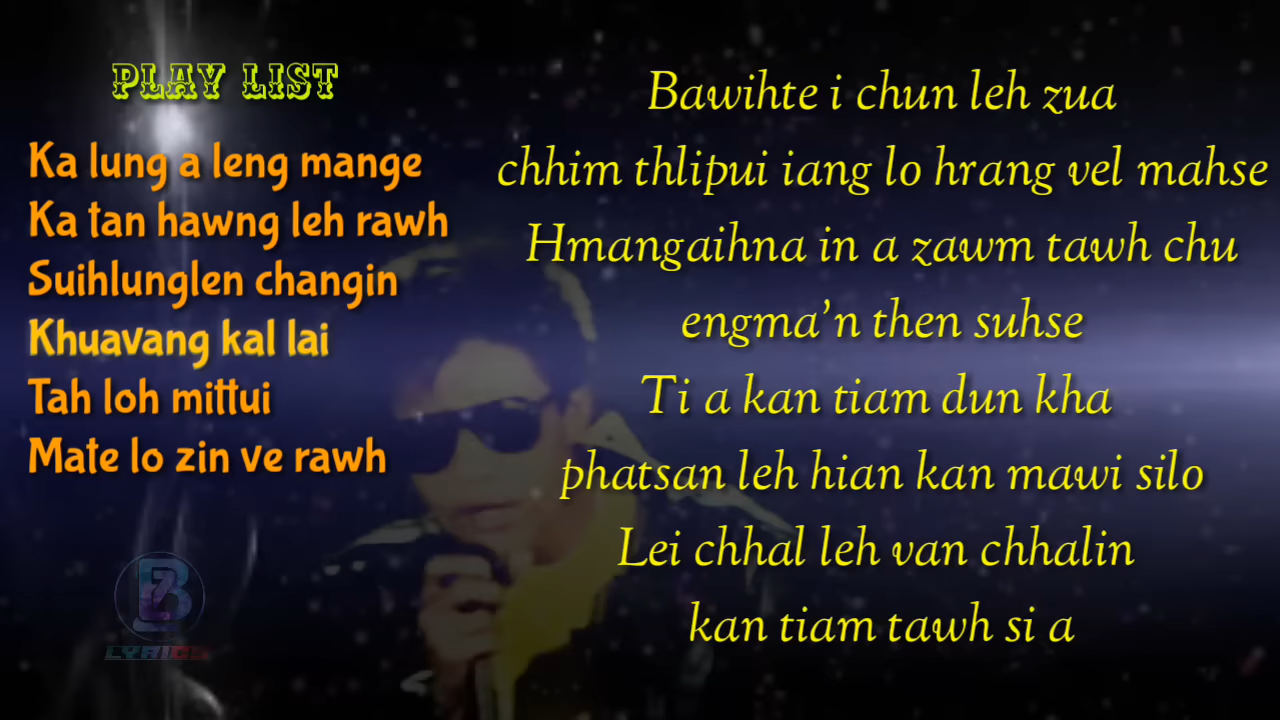 PLAY LIST
Ka lung a leng mange
Ka tan hawng leh rawh
Suihlunglen changin
Khuavang kal lai
Tah loh mittui
Mate lo zin ve rawh
Bawihte i chun leh zua
chhim thlipui iang lo hrang vel mahse
Hmangaihna in a zawm tawh chu
engma’n then suhse
Ti a kan tiam dun kha
phatsan leh hian kan mawi silo
Lei chhal leh van chhalin
kan tiam tawh si a
BZ
LYRICS